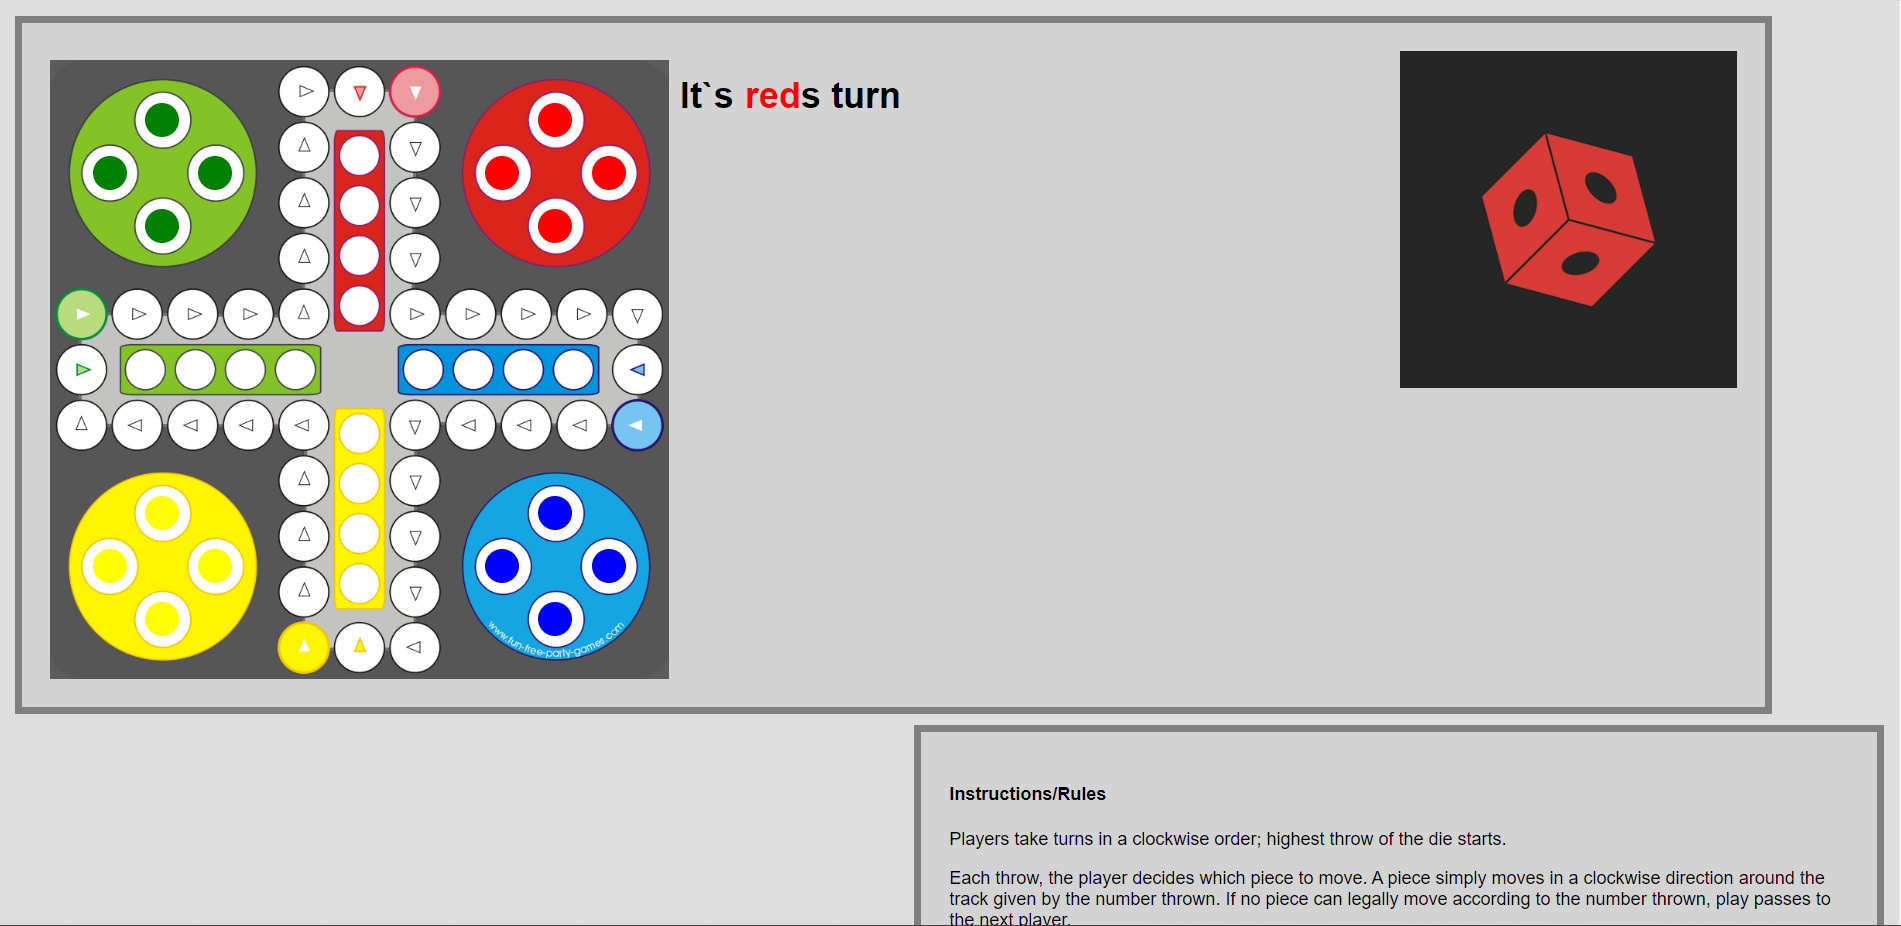 It`s reds turn
www.fun-free-party-games.com
Instructions/Rules
Players take turns in a clockwise order; highest throw of the die starts.
Each throw, the player decides which piece to move. A piece simply moves in a clockwise direction around the
track given by the number thrown. If no piece can legally move according to the number thrown, play passes to
the next player.